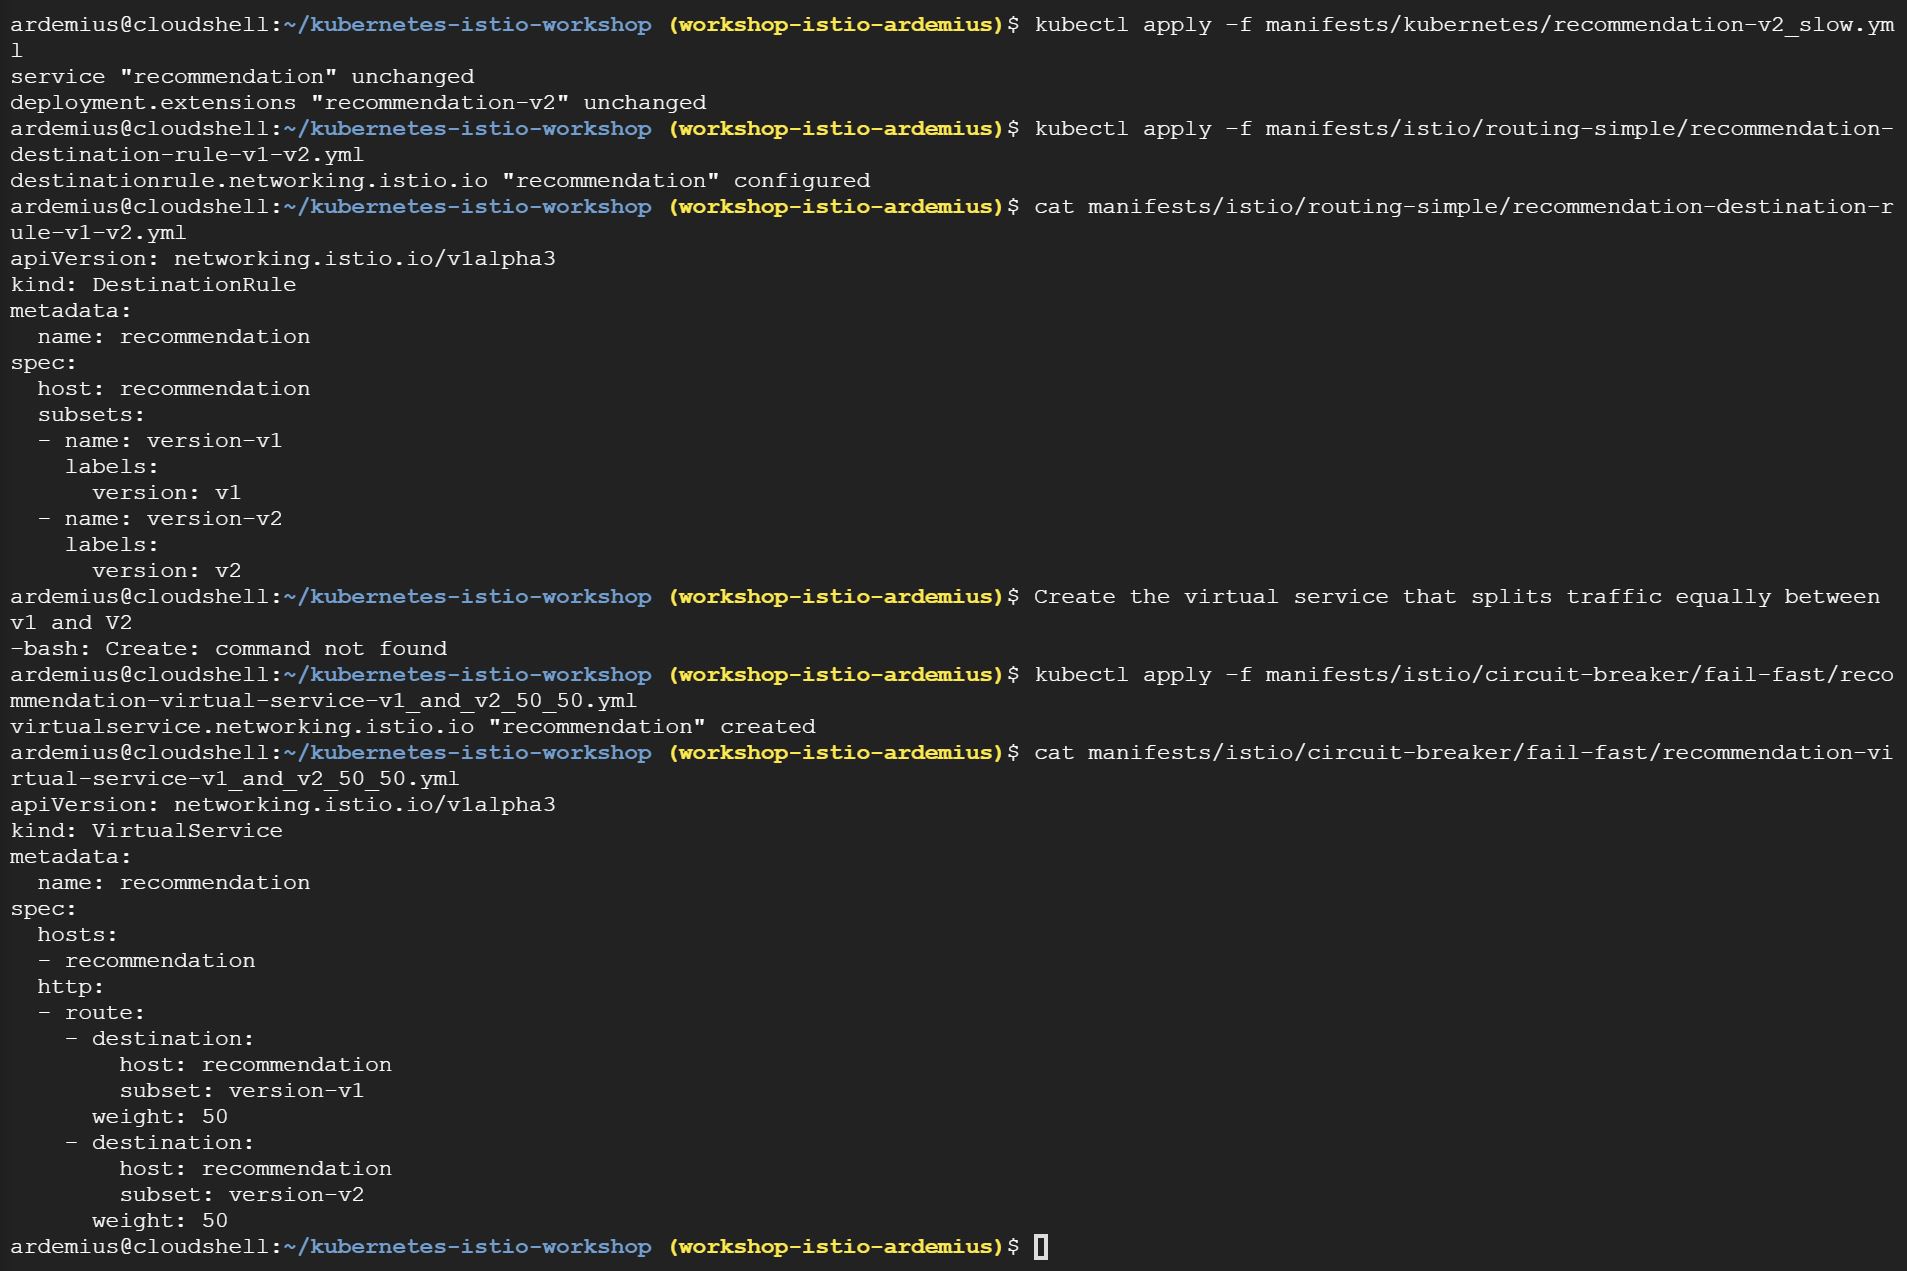 ardemius@cloudshell:~/kubernetes-istio-workshop (workshop-istio-ardemius)$ kubectl apply -f manifests/kubernetes/recommendation-v2_slow.ym
l
service "recommendation" unchanged
deployment.extensions "recommendation-v2" unchanged
ardemius@cloudshell:~/kubernetes-istio-workshop (workshop-istio-ardemius)$ kubectl apply -f manifests/istio/routing-simple/recommendation-
destination-rule-v1-v2.yml
destinationrule.networking.istio.io "recommendation" configured
ardemius@cloudshell:~/kubernetes-istio-workshop (workshop-istio-ardemius)$ cat manifests/istio/routing-simple/recommendation-destination-r
ule-v1-v2.yml
apiVersion: networking.istio.io/v1alpha3
kind: DestinationRule
metadata:
  name: recommendation
spec:
  host: recommendation
  subsets:
  - name: version-v1
    labels:
      version: v1
  - name: version-v2
    labels:
      version: v2
ardemius@cloudshell:~/kubernetes-istio-workshop (workshop-istio-ardemius)$ Create the virtual service that splits traffic equally between
v1 and V2
-bash: Create: command not found
ardemius@cloudshell:~/kubernetes-istio-workshop (workshop-istio-ardemius)$ kubectl apply -f manifests/istio/circuit-breaker/fail-fast/reco
mmendation-virtual-service-v1_and_v2_50_50.yml
virtualservice.networking.istio.io "recommendation" created
ardemius@cloudshell:~/kubernetes-istio-workshop (workshop-istio-ardemius)$ cat manifests/istio/circuit-breaker/fail-fast/recommendation-vi
rtual-service-v1_and_v2_50_50.yml
apiVersion: networking.istio.io/v1alpha3
kind: VirtualService
metadata:
  name: recommendation
spec:
  hosts:
  - recommendation
  http:
  - route:
    - destination:
        host: recommendation
        subset: version-v1
      weight: 50
    - destination:
        host: recommendation
        subset: version-v2
      weight: 50
ardemius@cloudshell:~/kubernetes-istio-workshop (workshop-istio-ardemius)$